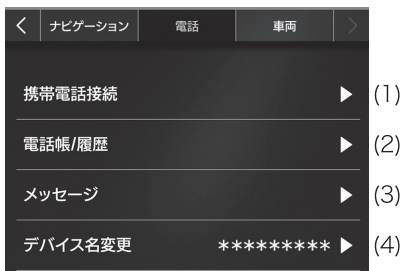 ナビゲーション 電話 車両
携帯電話接続 (1)
電話帳/履歴 (2)
メッセージ (3)
デバイス名変更 ********* (4)